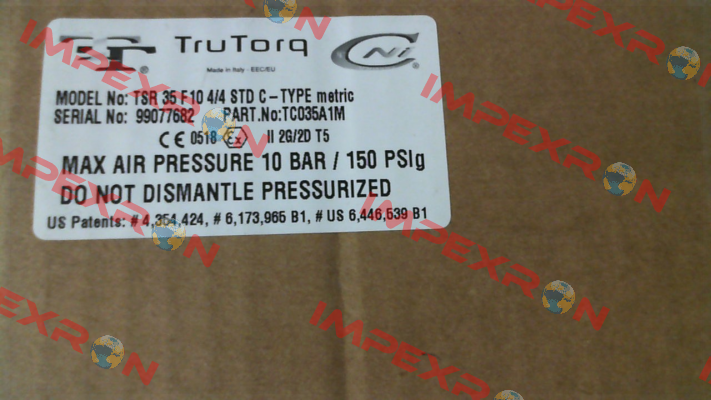 TT® TruTorq CNi®
Made in Italy - EEC/EU
MODEL No: TSR 35 F10 4/4 STD C-TYPE metric
SERIAL No: 99077682 PART.No:TC035A1M
CE 0518 Ex II 2G/2D T5
MAX AIR PRESSURE 10 BAR / 150 PSIg
DO NOT DISMANTLE PRESSURIZED
US Patents: # 4,354,424, # 6,173,965 B1, # US 6,446,539 B1
IMPEXRON
IMPEXRON
IMPEXRON
IMPEXRON
IMPEXRON